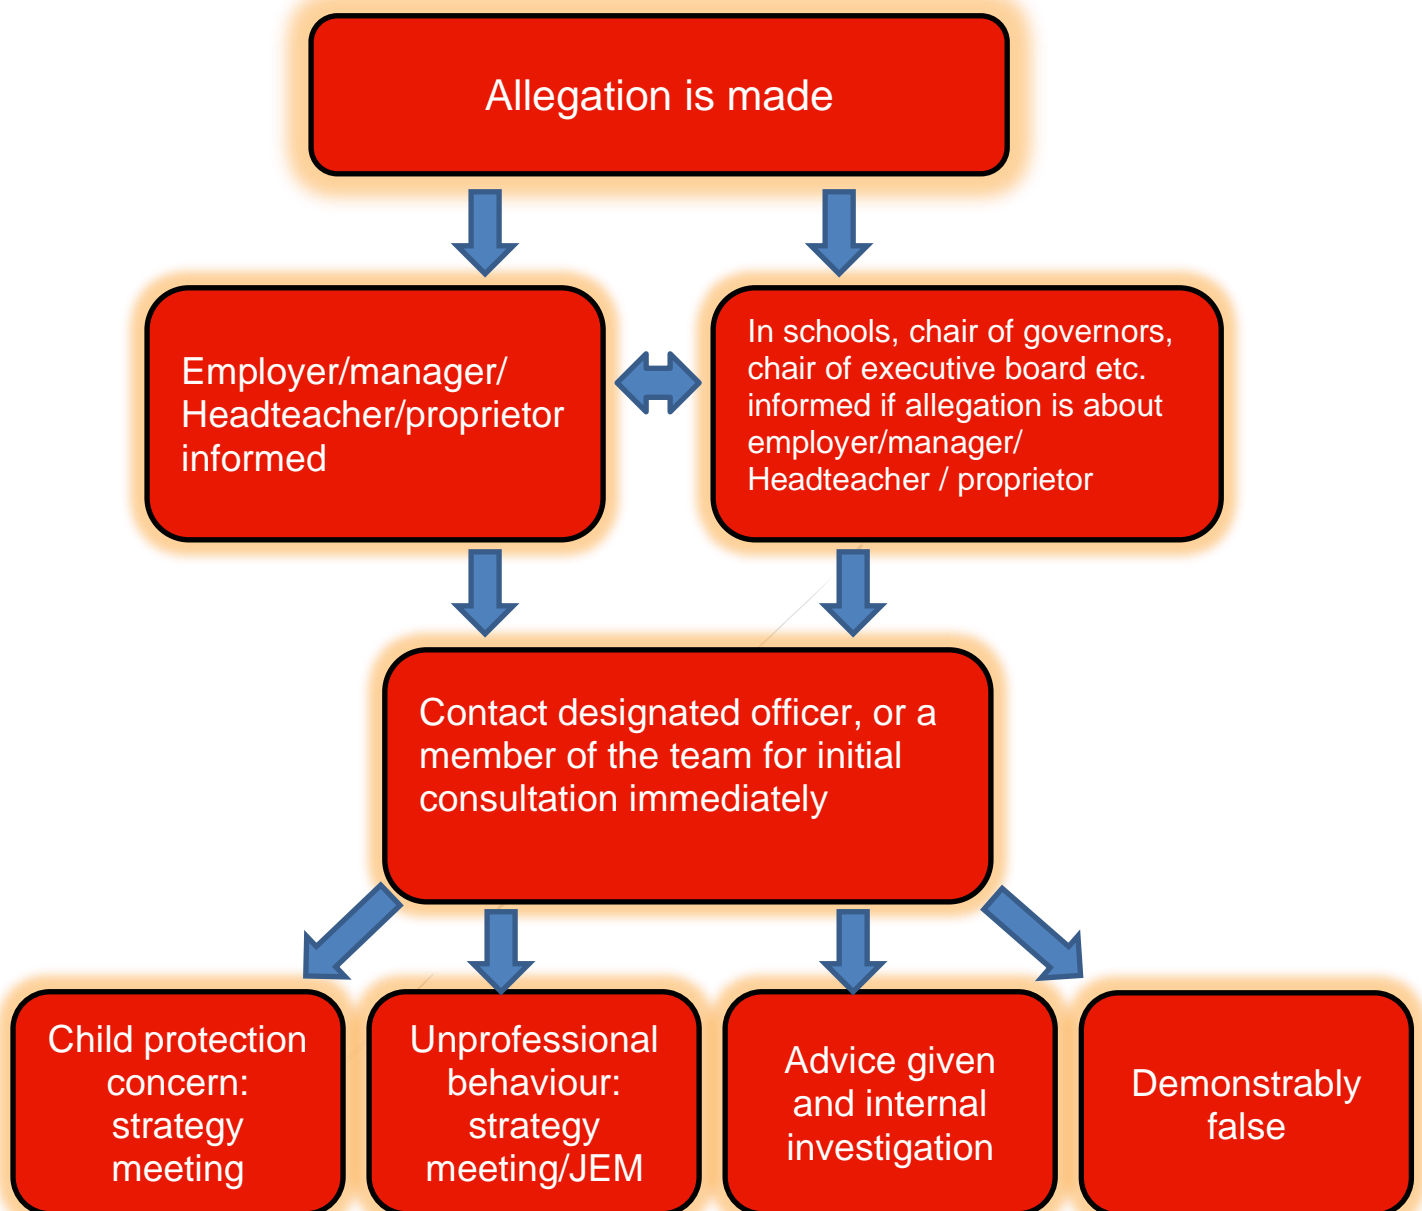 Allegation is made
Employer/manager/
Headteacher/proprietor
informed
In schools, chair of governors,
chair of executive board etc.
informed if allegation is about
employer/manager/
Headteacher / proprietor
Contact designated officer, or a
member of the team for initial
consultation immediately
Child protection
concern:
strategy
meeting
Unprofessional
behaviour:
strategy
meeting/JEM
Advice given
and internal
investigation
Demonstrably
false